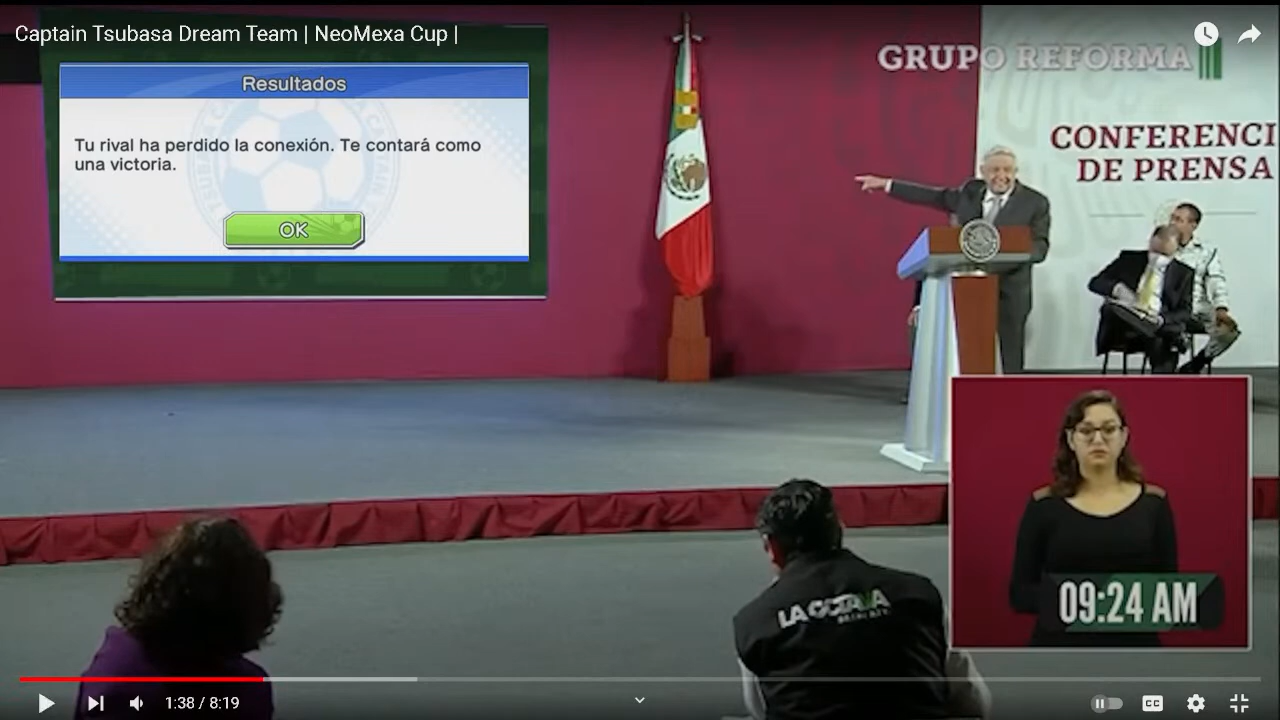 Captain Tsubasa Dream Team | NeoMexa Cup |
GRUPO REFORMA
Resultados
Tu rival ha perdido la conexión. Te contará como
una victoria.
OK
CONFERENCI
DE PRENSA
LA OCTAVA
09:24 AM
1:38 / 8:19
CC